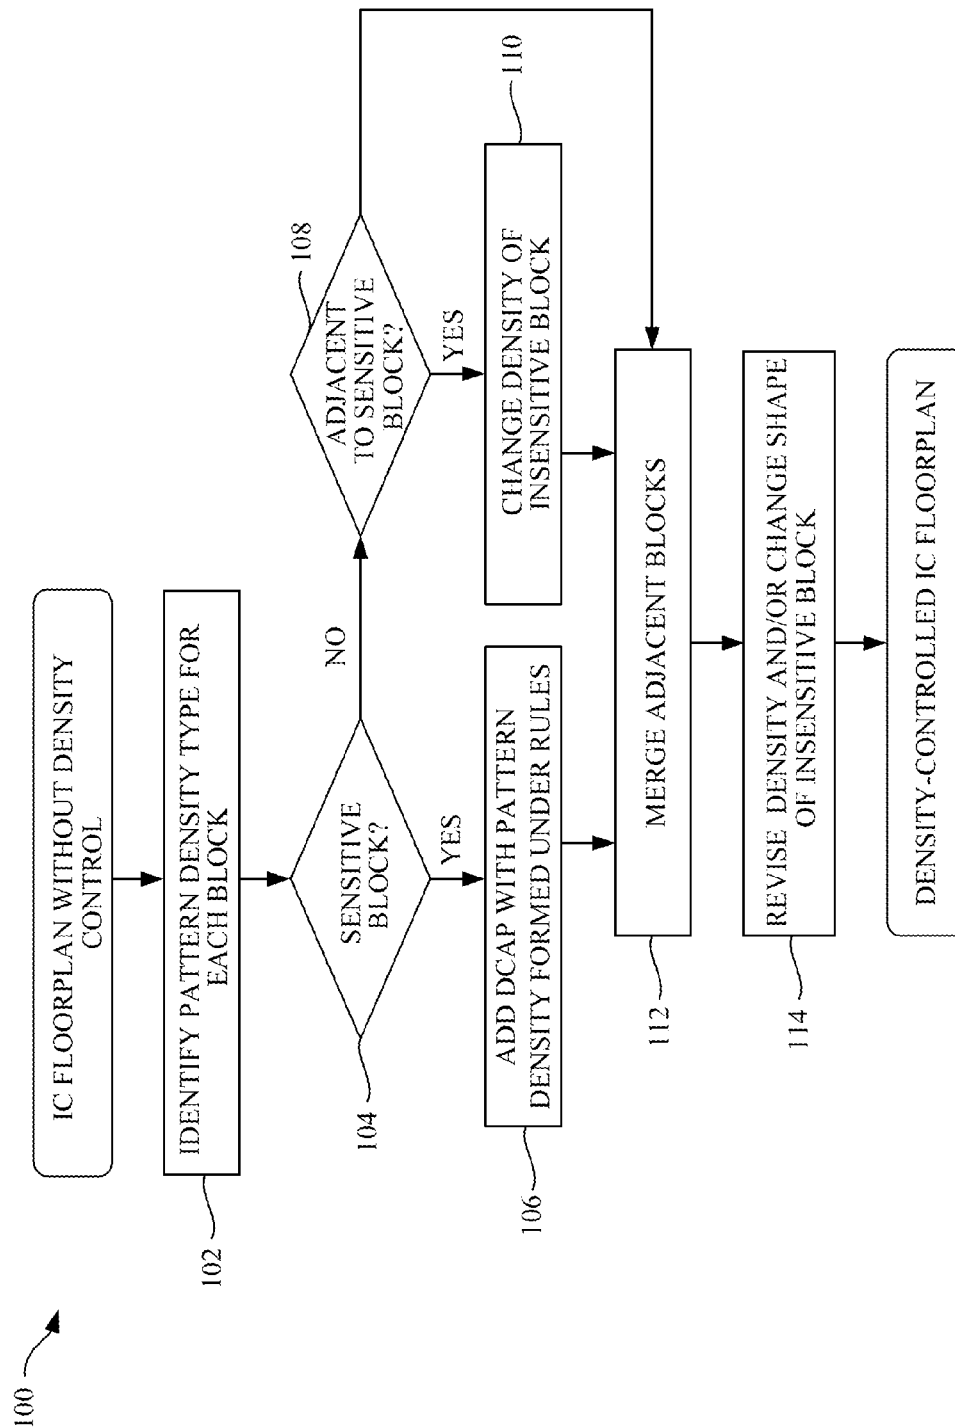 100
IC FLOORPLAN WITHOUT DENSITY
CONTROL
IDENTIFY PATTERN DENSITY TYPE FOR
EACH BLOCK
102
SENSITIVE
BLOCK?
104
NO
YES
ADJACENT
TO SENSITIVE
BLOCK?
108
YES
ADD DCAP WITH PATTERN
DENSITY FORMED UNDER RULES
106
CHANGE DENSITY OF
INSENSITIVE BLOCK
110
MERGE ADJACENT BLOCKS
112
REVISE DENSITY AND/OR CHANGE SHAPE
OF INSENSITIVE BLOCK
114
DENSITY-CONTROLLED IC FLOORPLAN